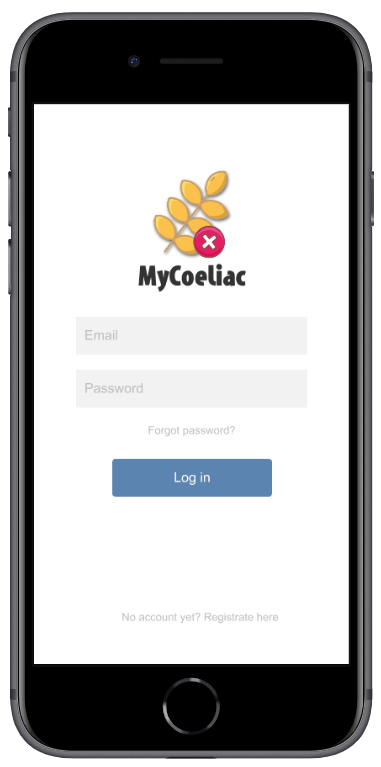 MyCoeliac
Email
Password
Forgot password?
Log in
No account yet? Registrate here